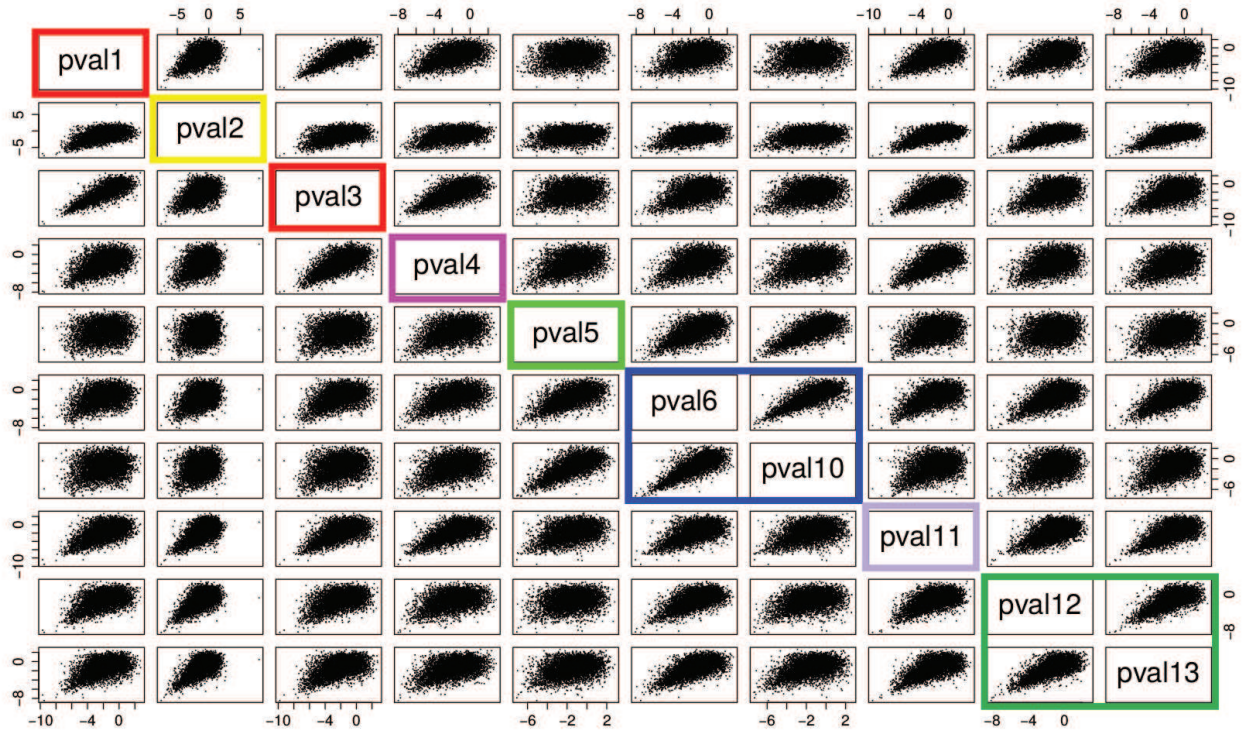 −5 0 5 −8 −4 0 −8 −4 0 −10 −4 0 −8 −4 0
pval1 0 −10
5 −5 pval2
pval3 0 −10
0 −8 pval4
pval5 0 −6
0 −8 pval6
pval10 0 −6
0 −10 pval11
pval12 0 −8
0 −8 pval13
−10 −4 0 −10 −4 0 −6 −2 2 −6 −2 2 −8 −4 0